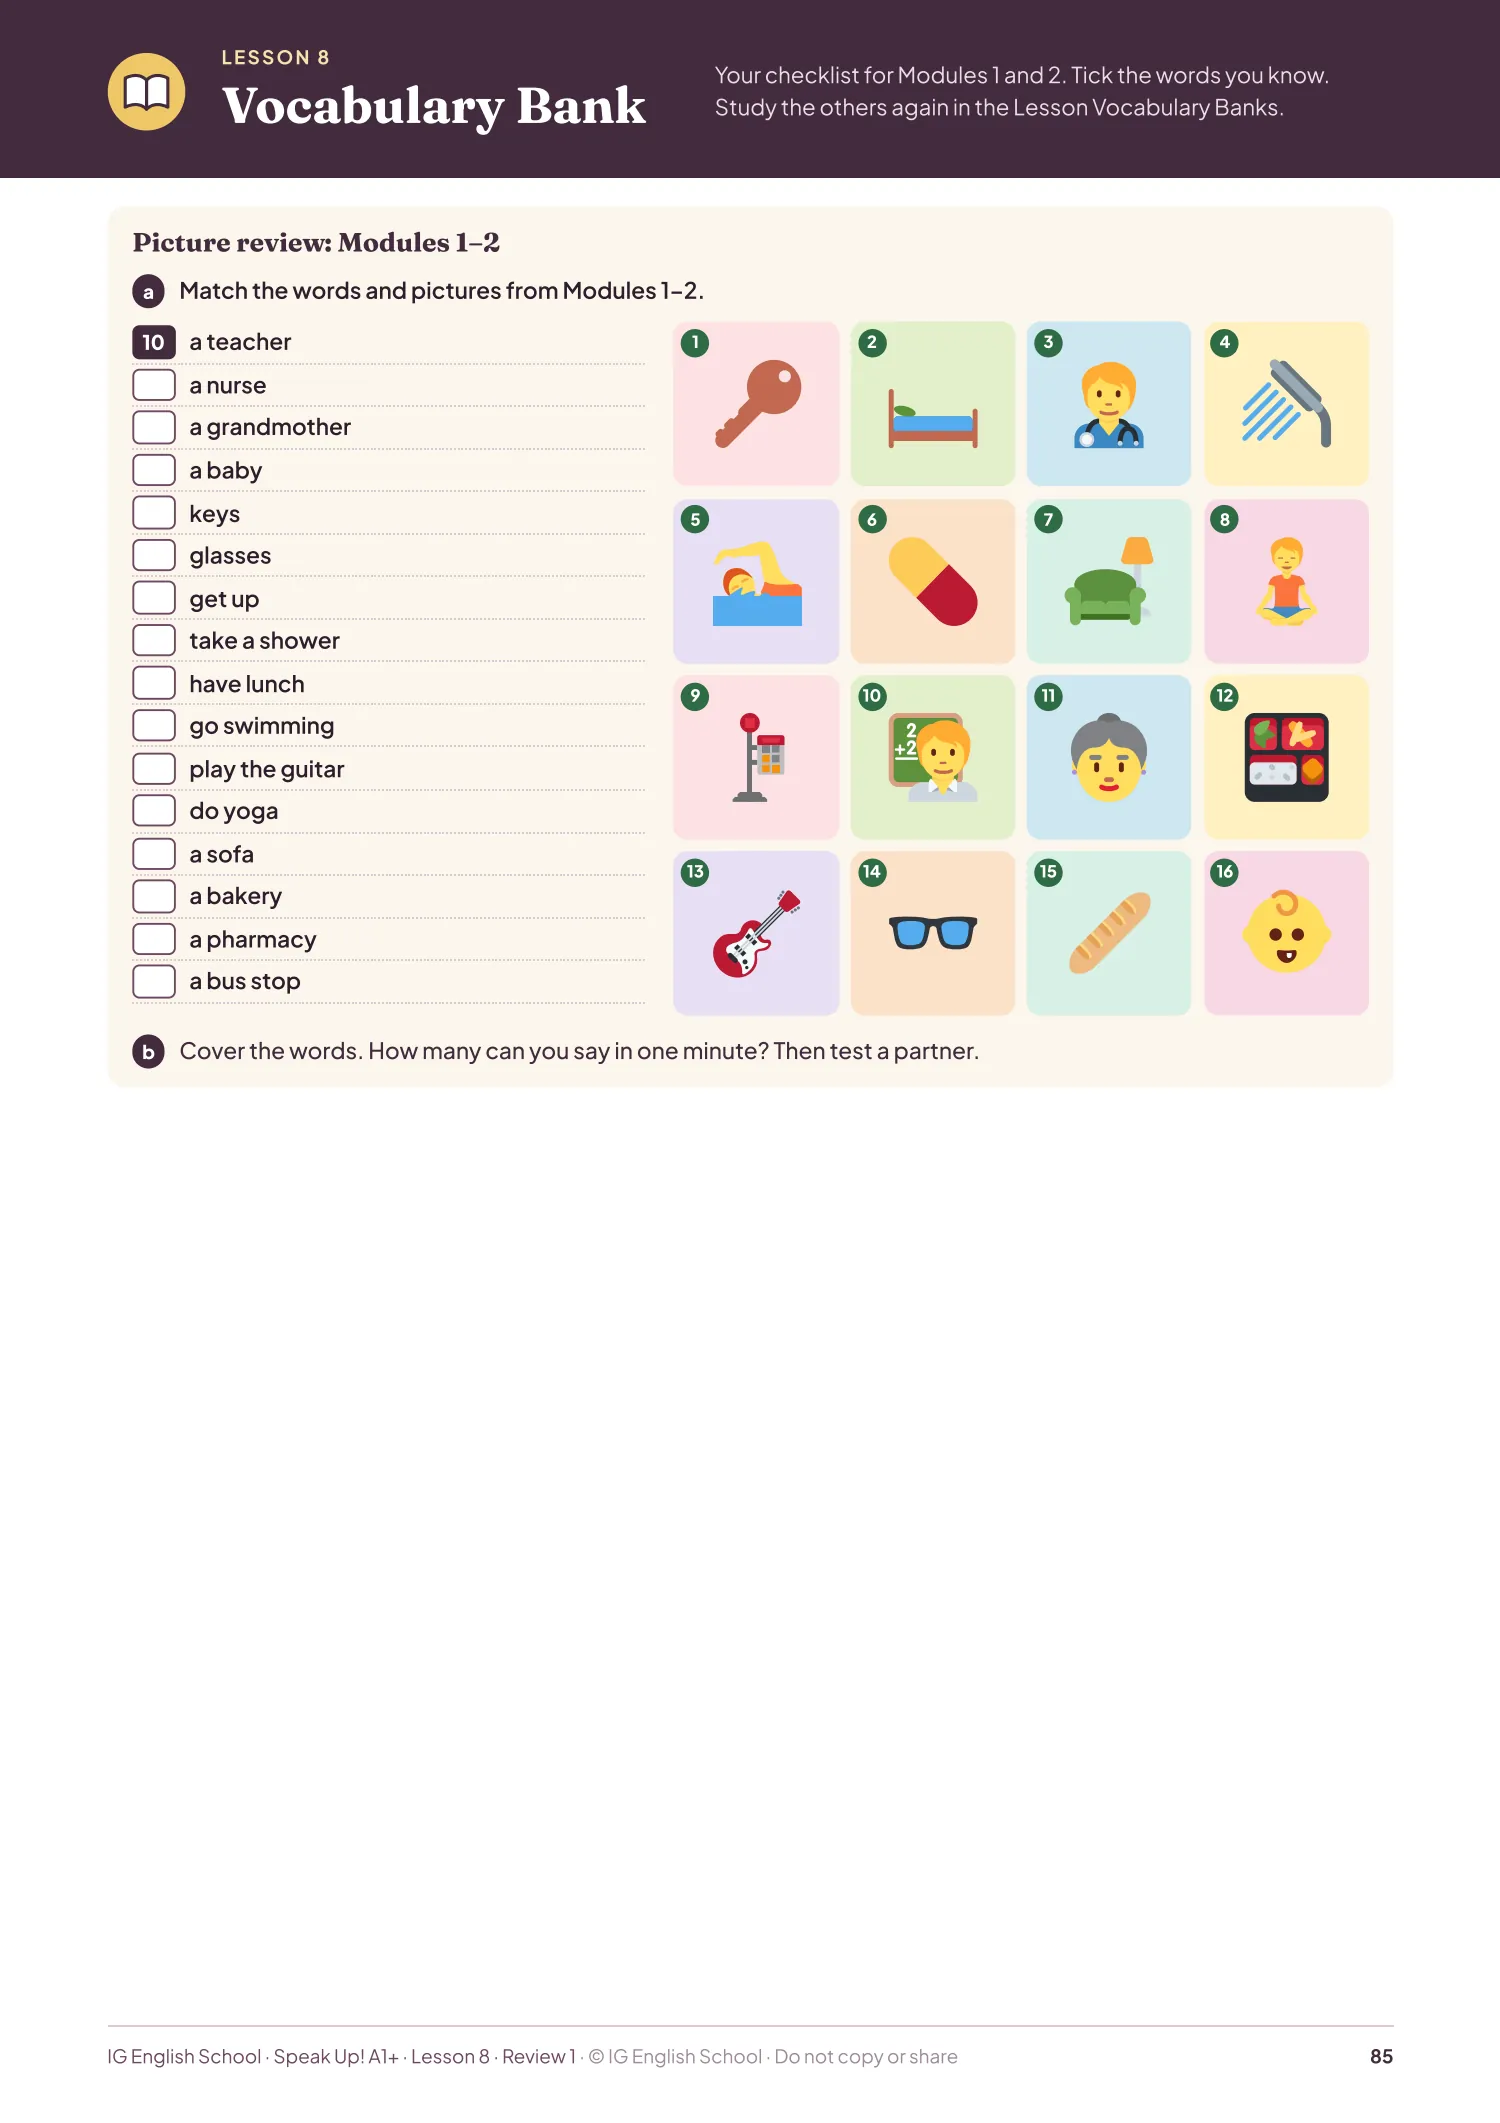 LESSON 8
Vocabulary Bank
Your checklist for Modules 1 and 2. Tick the words you know.
Study the others again in the Lesson Vocabulary Banks.
Picture review: Modules 1–2
a Match the words and pictures from Modules 1–2.
10 a teacher
a nurse
a grandmother
a baby
keys
glasses
get up
take a shower
have lunch
go swimming
play the guitar
do yoga
a sofa
a bakery
a pharmacy
a bus stop
1 2 3 4
5 6 7 8
9 10 11 12
2
+2
13 14 15 16
b Cover the words. How many can you say in one minute? Then test a partner.
IG English School · Speak Up! A1+ · Lesson 8 · Review 1 · © IG English School · Do not copy or share 85